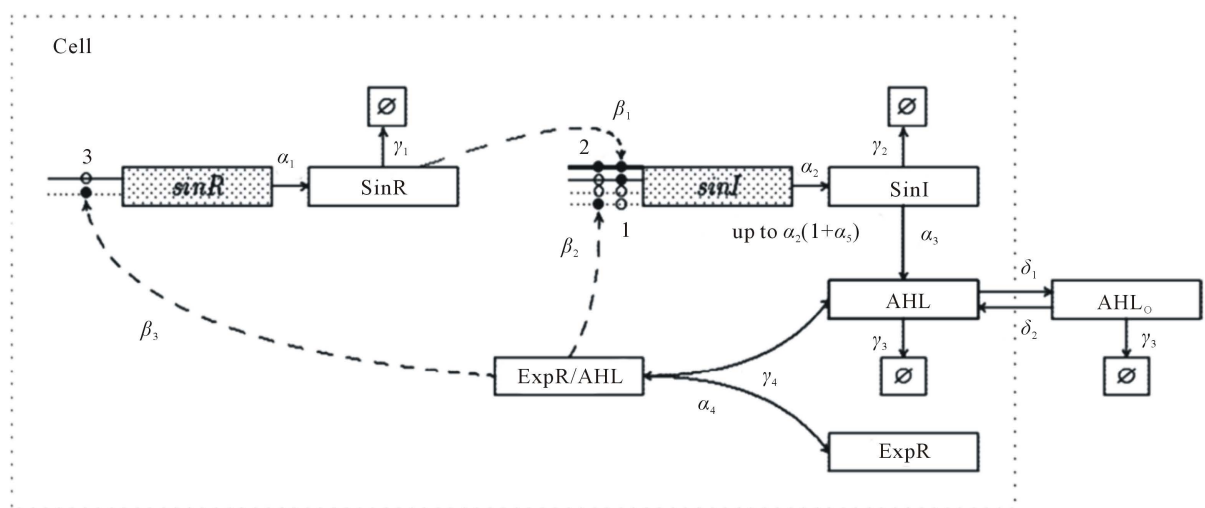 Cell
∅
∅
β₁
3
α₁
γ₁
2
α₂
γ₂
sinR
SinR
sinI
SinI
β₂
1
up to α₂(1+α₅)
α₃
δ₁
AHL
AHL₀
β₃
δ₂
γ₃
γ₃
ExpR/AHL
γ₄
∅
∅
α₄
ExpR